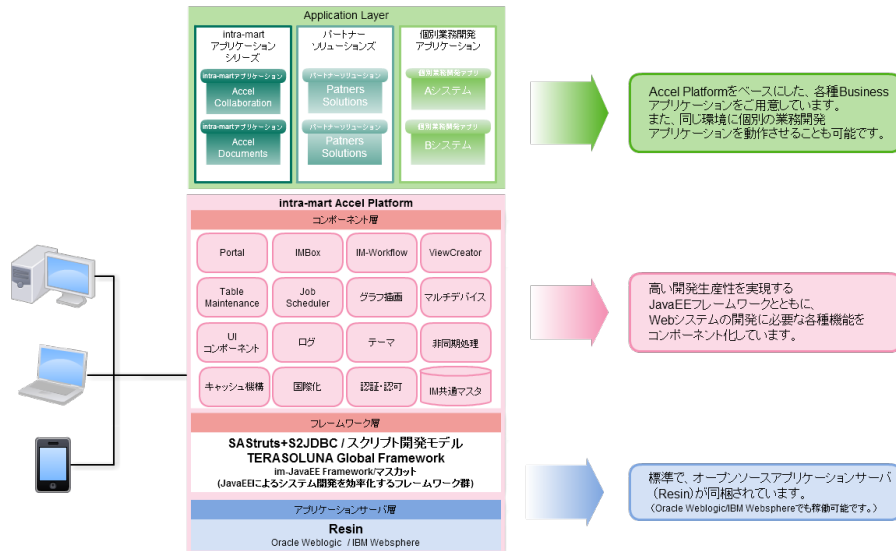 Application Layer
intra-mart
アプリケーション
シリーズ
intra-martアプリケーション
Accel
Collaboration
intra-martアプリケーション
Accel
Documents
パートナー
ソリューションズ
パートナーソリューション
Patners
Solutions
パートナーソリューション
Patners
Solutions
個別業務開発
アプリケーション
個別業務開発アプリ
Aシステム
個別業務開発アプリ
Bシステム
Accel Platformをベースにした、各種Business
アプリケーションをご用意しています。
また、同じ環境に個別の業務開発
アプリケーションを動作させることも可能です。
intra-mart Accel Platform
コンポーネント層
Portal
IMBox
IM-Workflow
ViewCreator
Table
Maintenance
Job
Scheduler
グラフ描画
マルチデバイス
UI
コンポーネント
ログ
テーマ
非同期処理
キャッシュ機構
国際化
認証・認可
IM共通マスタ
高い開発生産性を実現する
JavaEEフレームワークとともに、
Webシステムの開発に必要な各種機能を
コンポーネント化しています。
フレームワーク層
SAStruts+S2JDBC / スクリプト開発モデル
TERASOLUNA Global Framework
im-JavaEE Framework/マスカット
(JavaEEによるシステム開発を効率化するフレームワーク群)
アプリケーションサーバ層
Resin
Oracle Weblogic / IBM Websphere
標準で、オープンソースアプリケーションサーバ
（Resin）が同梱されています。
（Oracle Weblogic/IBM Websphereでも稼働可能です。）